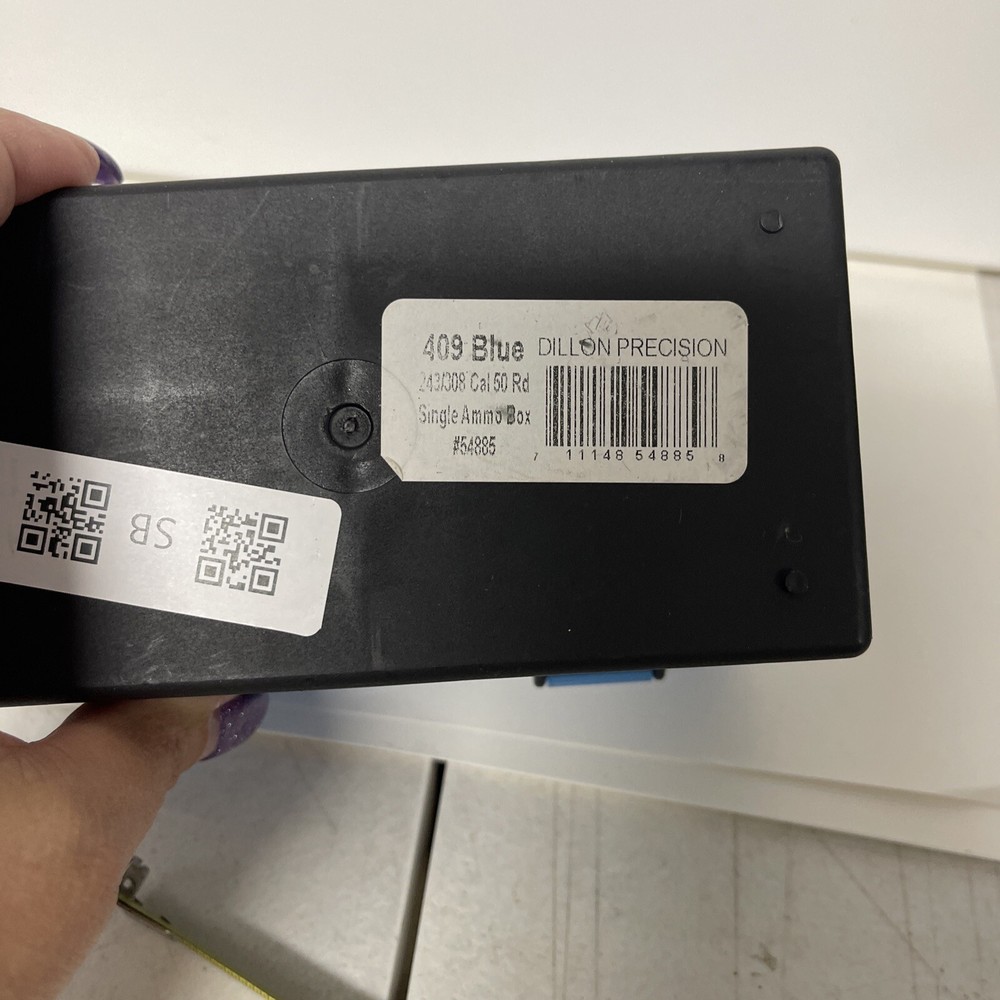 409 Blue
243/308 Cal 50 Rd
Single Ammo Box
#54885
DILLON PRECISION
7 11148 54885 8
SB